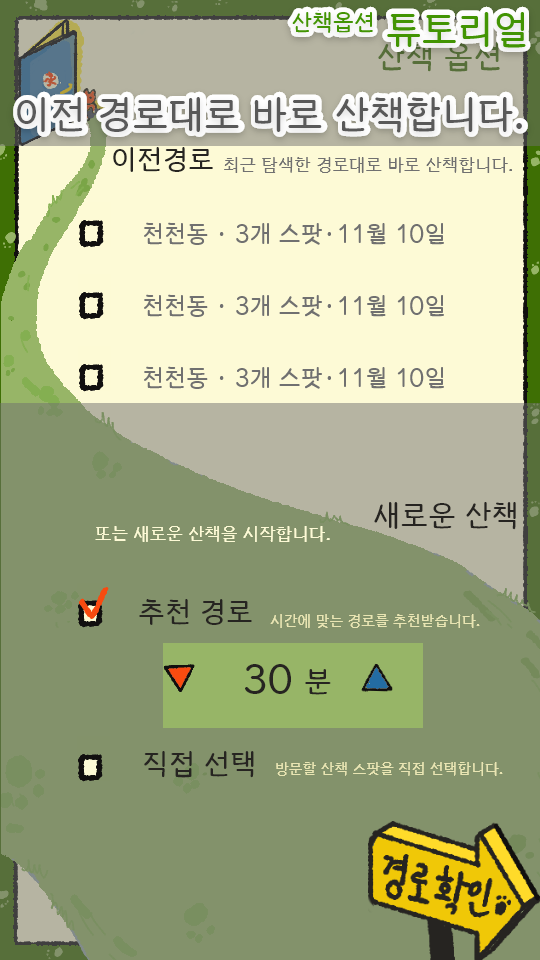 산책옵션 튜토리얼
산책 옵션
이전 경로대로 바로 산책합니다.
이전경로 최근 탐색한 경로대로 바로 산책합니다.
천천동 · 3개 스팟·11월 10일
천천동 · 3개 스팟·11월 10일
천천동 · 3개 스팟·11월 10일
새로운 산책
또는 새로운 산책을 시작합니다.
추천 경로 시간에 맞는 경로를 추천받습니다.
30 분
직접 선택 방문할 산책 스팟을 직접 선택합니다.
경로확인